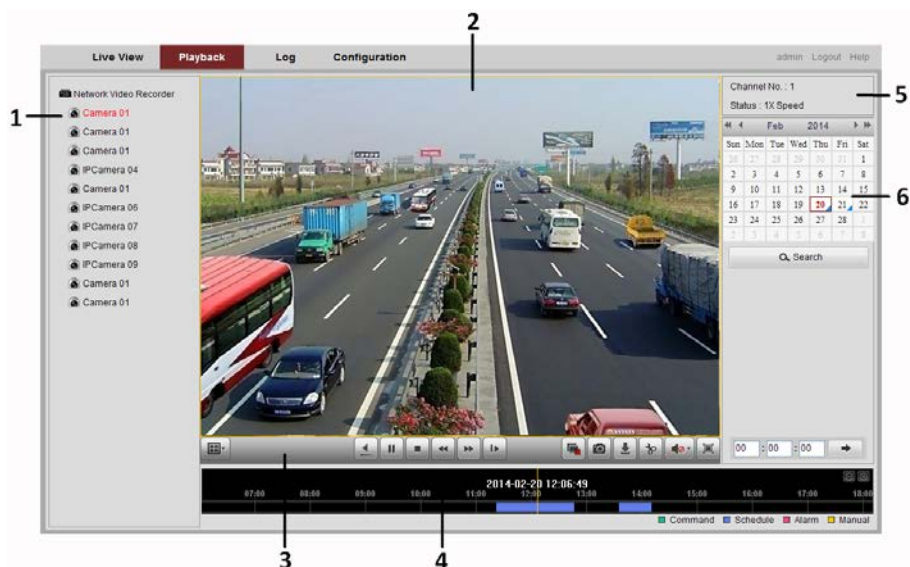 2
Live View Playback Log Configuration admin Logout Help
1
Network Video Recorder
Camera 01
Camera 01
Camera 01
IPCamera 04
Camera 01
IPCamera 06
IPCamera 07
IPCamera 08
IPCamera 09
Camera 01
Camera 01
Channel No. : 1
Status : 1X Speed
5
Feb 2014
Sun Mon Tue Wed Thu Fri Sat
26 27 28 29 30 31 1
2 3 4 5 6 7 8
9 10 11 12 13 14 15
16 17 18 19 20 21 22
23 24 25 26 27 28 1
2 3 4 5 6 7 8
6
Search
00 : 00 : 00
2014-02-20 12:06:49
07:00 08:00 09:00 10:00 11:00 12:00 13:00 14:00 15:00 16:00 17:00 18:00
Command Schedule Alarm Manual
3
4